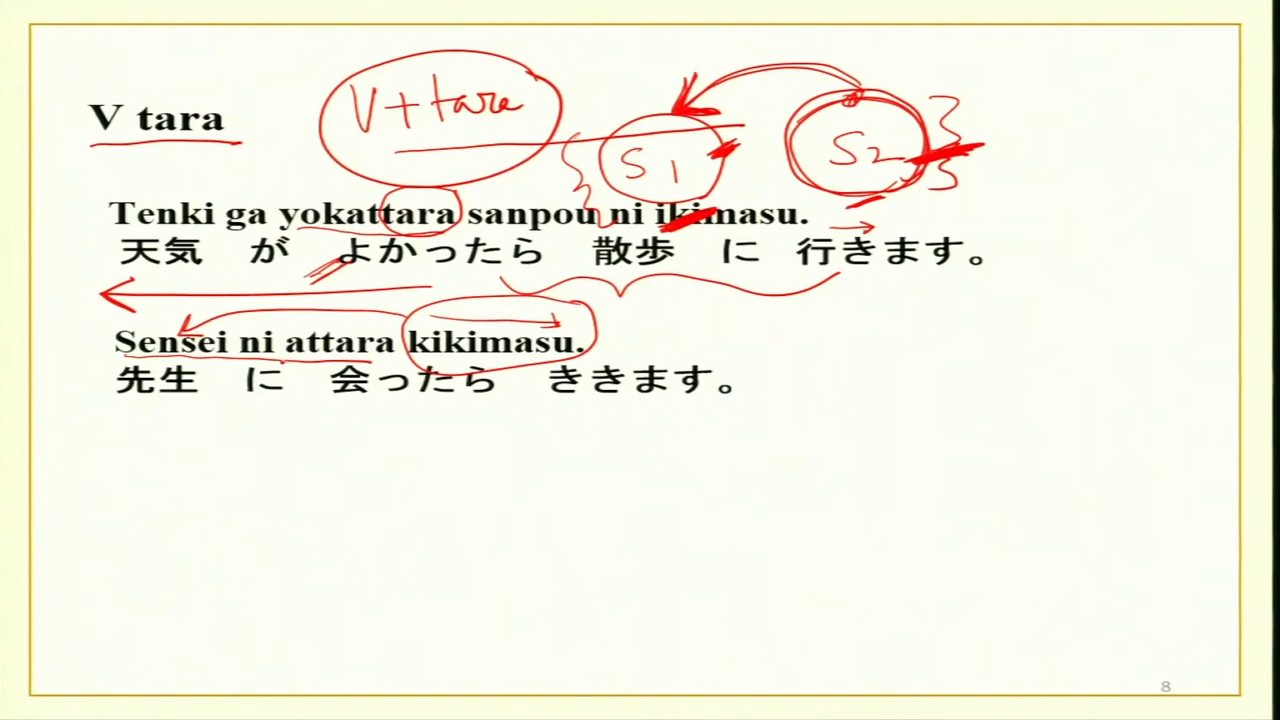 V tara
V + tara
S1
S2
Tenki ga yokattara sanpou ni ikimasu.
天気 が よかったら 散歩 に 行きます。
Sensei ni attara kikimasu.
先生 に 会ったら ききます。
8